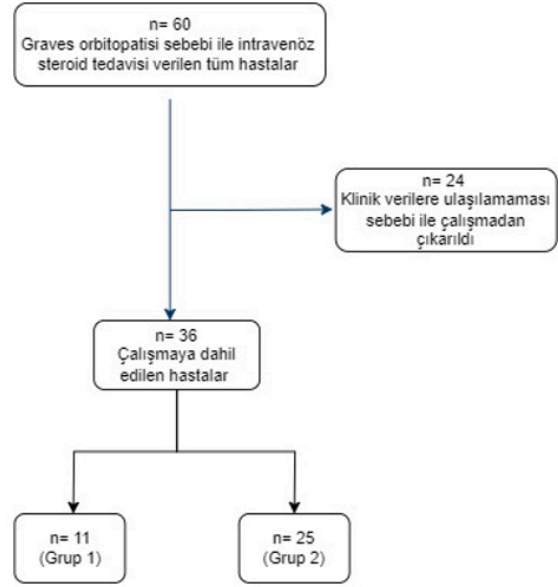 n= 60
Graves orbitopatisi sebebi ile intravenöz
steroid tedavisi verilen tüm hastalar
n= 24
Klinik verilere ulaşılamaması
sebebi ile çalışmadan
çıkarıldı
n= 36
Çalışmaya dahil
edilen hastalar
n= 11
(Grup 1)
n= 25
(Grup 2)